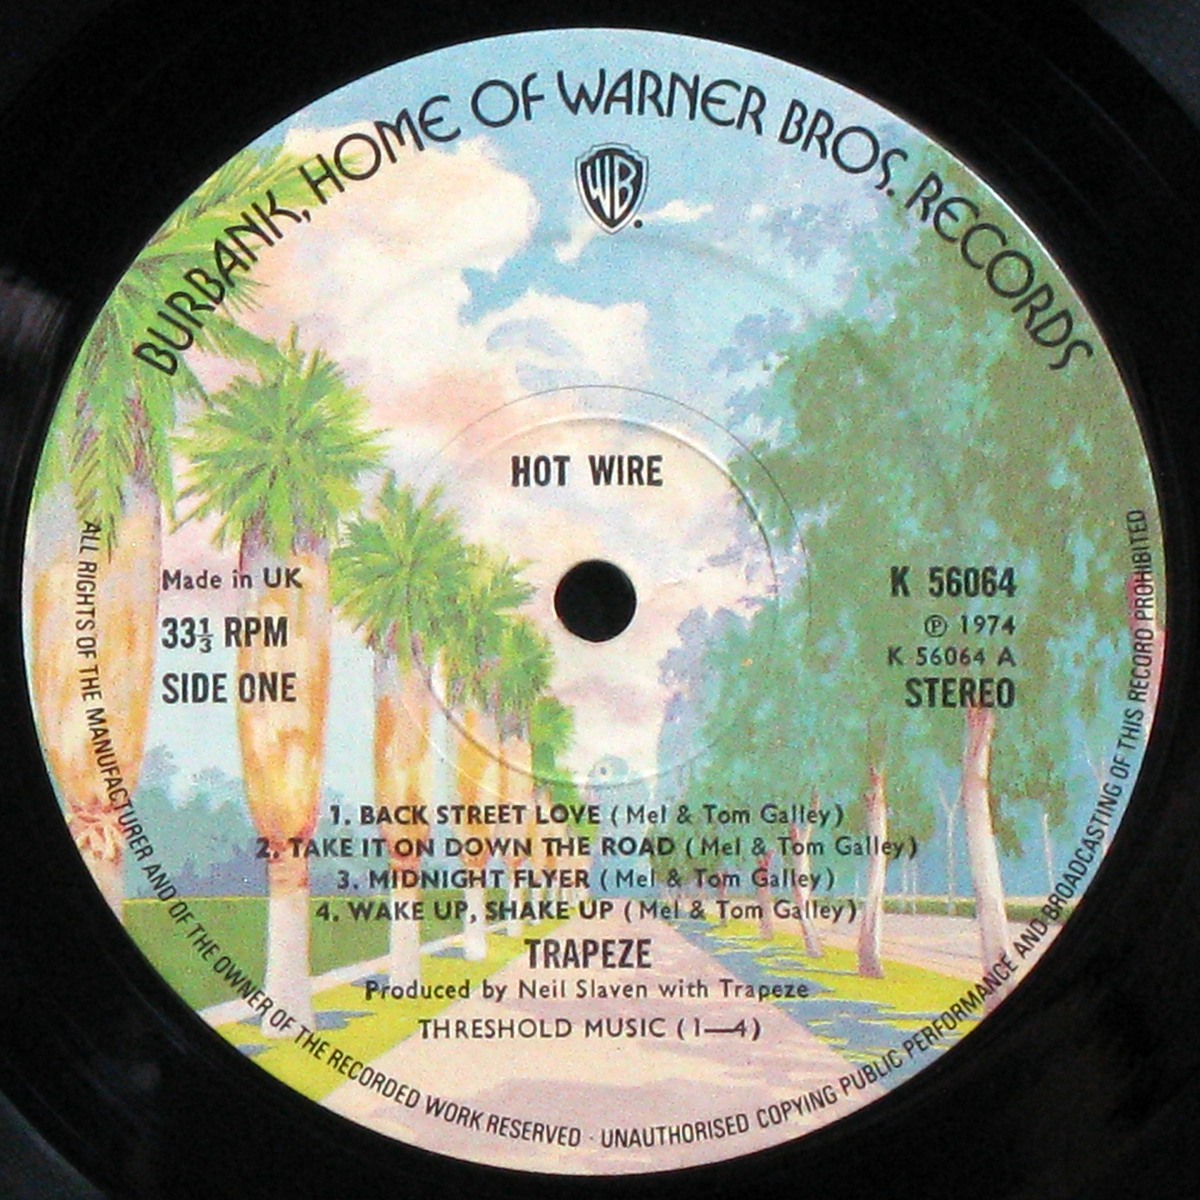 BURBANK, HOME OF WARNER BROS. RECORDS
WB
HOT WIRE
Made in UK
33⅓ RPM
SIDE ONE
K 56064
℗ 1974
K 56064 A
STEREO
1. BACK STREET LOVE (Mel & Tom Galley)
2. TAKE IT ON DOWN THE ROAD (Mel & Tom Galley)
3. MIDNIGHT FLYER (Mel & Tom Galley)
4. WAKE UP, SHAKE UP (Mel & Tom Galley)
TRAPEZE
Produced by Neil Slaven with Trapeze
THRESHOLD MUSIC (1—4)
ALL RIGHTS OF THE MANUFACTURER AND OF THE OWNER OF THE RECORDED WORK RESERVED · UNAUTHORISED COPYING PUBLIC PERFORMANCE AND BROADCASTING OF THIS RECORD PROHIBITED